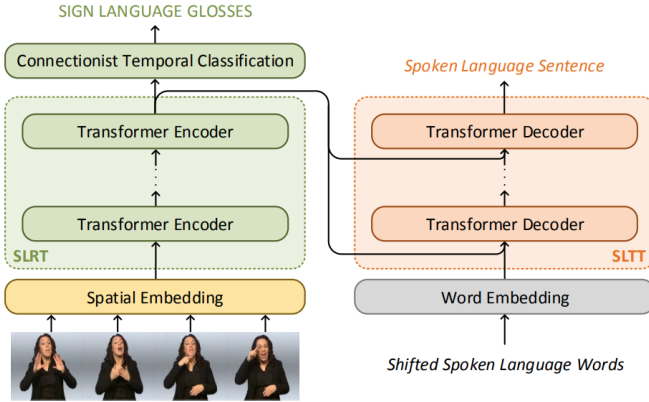 SIGN LANGUAGE GLOSSES
Connectionist Temporal Classification
Transformer Encoder
Transformer Encoder
SLRT
Spatial Embedding
Spoken Language Sentence
Transformer Decoder
Transformer Decoder
SLTT
Word Embedding
Shifted Spoken Language Words